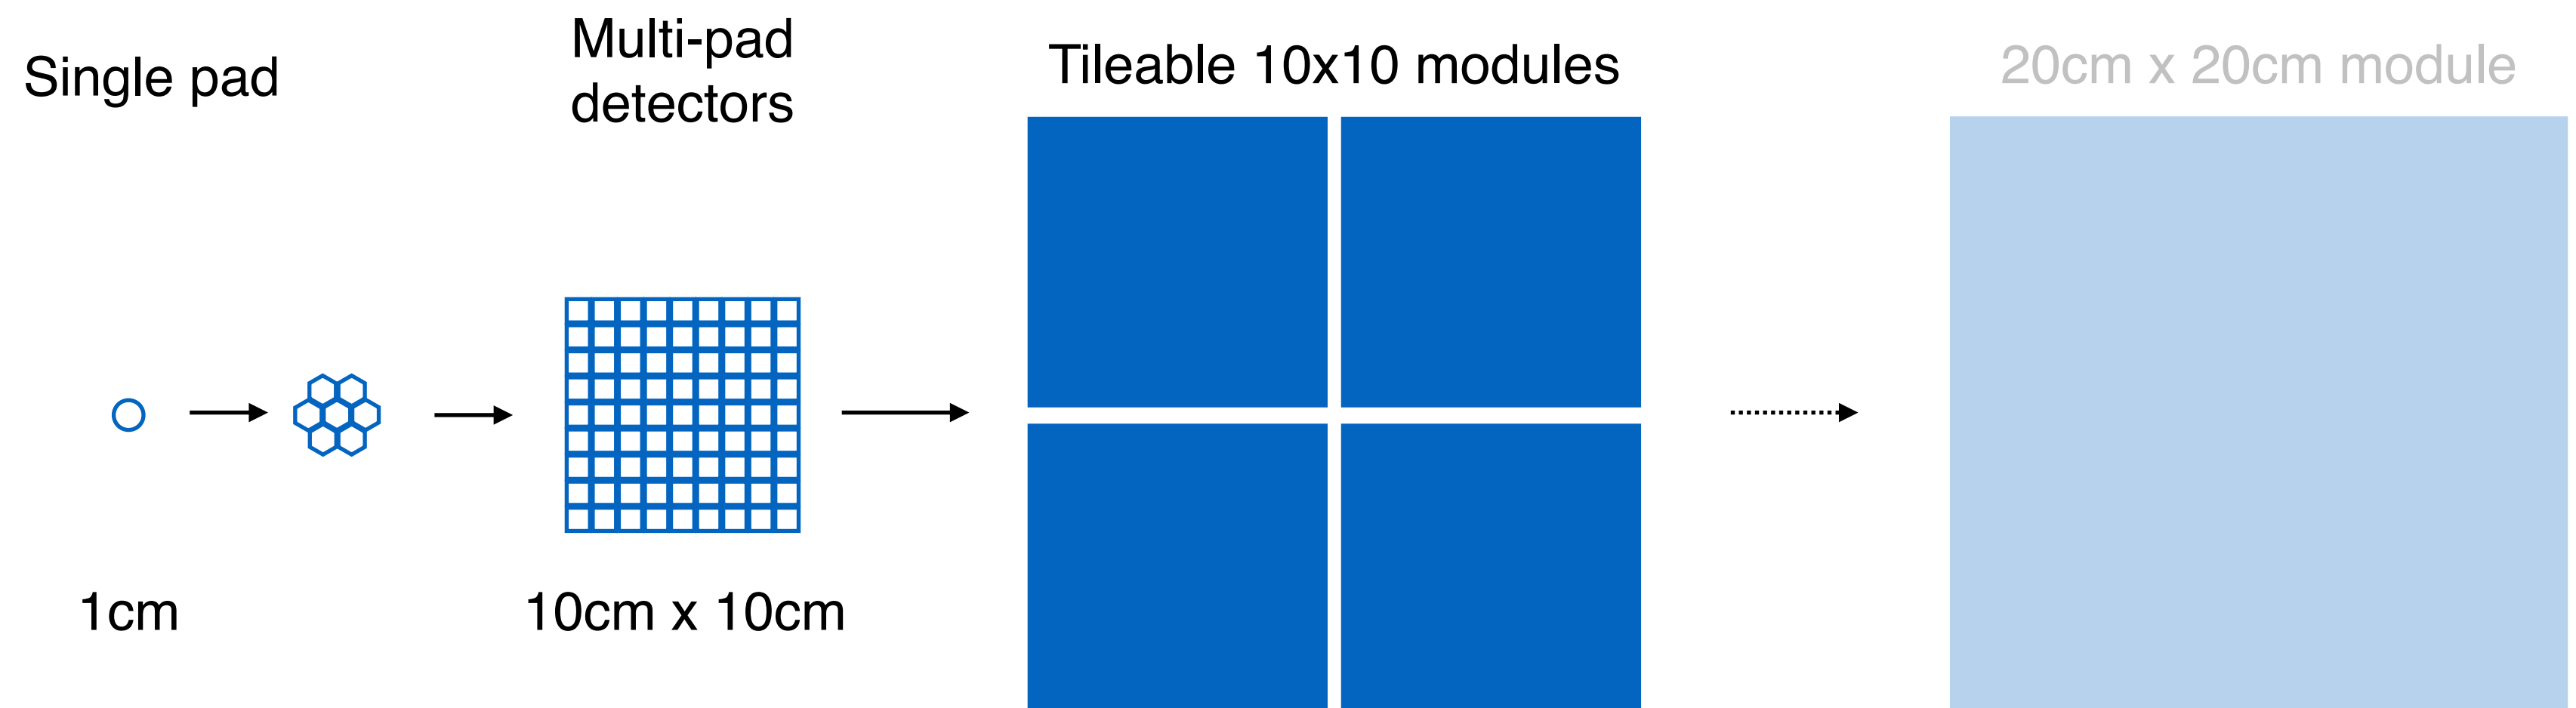 Single pad
Multi-pad
detectors
Tileable 10x10 modules
20cm x 20cm module
1cm
10cm x 10cm